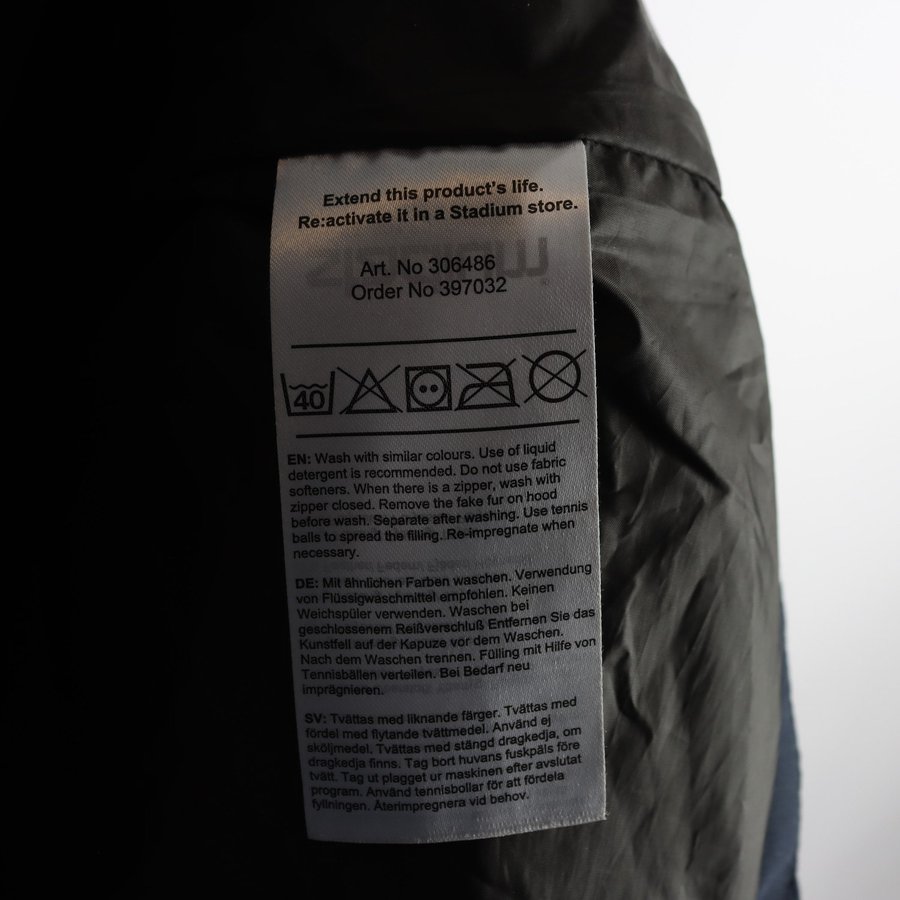 Extend this product's life.
Re:activate it in a Stadium store.
Art. No 306486
Order No 397032
40
EN: Wash with similar colours. Use of liquid
detergent is recommended. Do not use fabric
softeners. When there is a zipper, wash with
zipper closed. Remove the fake fur on hood
before wash. Separate after washing. Use tennis
balls to spread the filling. Re-impregnate when
necessary.
DE: Mit ähnlichen Farben waschen. Verwendung
von Flüssigwaschmittel empfohlen. Keinen
Weichspüler verwenden. Waschen bei
geschlossenem Reißverschluß Entfernen Sie das
Kunstfell auf der Kapuze vor dem Waschen.
Nach dem Waschen trennen. Fülling mit Hilfe von
Tennisbällen verteilen. Bei Bedarf neu
imprägnieren.
SV: Tvättas med liknande färger. Tvättas med
fördel med flytande tvättmedel. Använd ej
sköljmedel. Tvättas med stängd dragkedja, om
dragkedja finns. Tag bort huvans fuskpäls före
tvätt. Tag ut plagget ur maskinen efter avslutat
program. Använd tennisbollar för att fördela
fyllningen. Återimpregnera vid behov.